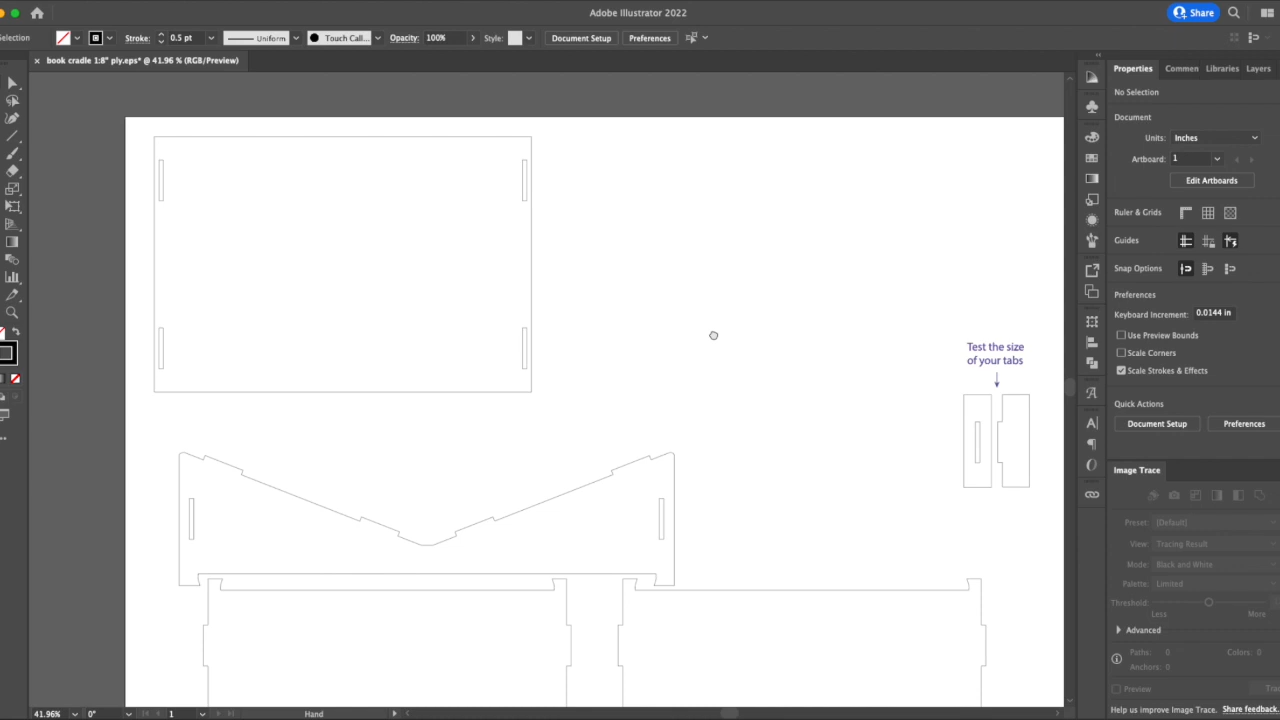 Adobe Illustrator 2022
Share
Selection
Stroke:
0.5 pt
Uniform
Touch Call...
Opacity:
100%
Style:
Document Setup
Preferences
× book cradle 1:8" ply.eps* @ 41.96 % (RGB/Preview)
Properties
Common
Libraries
Layers
No Selection
Document
Units:
Inches
Artboard:
1
Edit Artboards
Ruler & Grids
Guides
Snap Options
Preferences
Keyboard Increment:
0.0144 in
Use Preview Bounds
Scale Corners
Scale Strokes & Effects
Quick Actions
Document Setup
Preferences
Test the size
of your tabs
Image Trace
Preset:
[Default]
View:
Tracing Result
Mode:
Black and White
Palette:
Limited
Threshold:
Less
More
Advanced
Paths:
0
Colors:
0
Anchors:
0
Preview
Trac
Help us improve Image Trace.
Share feedback.
41.96%
0°
1
Hand